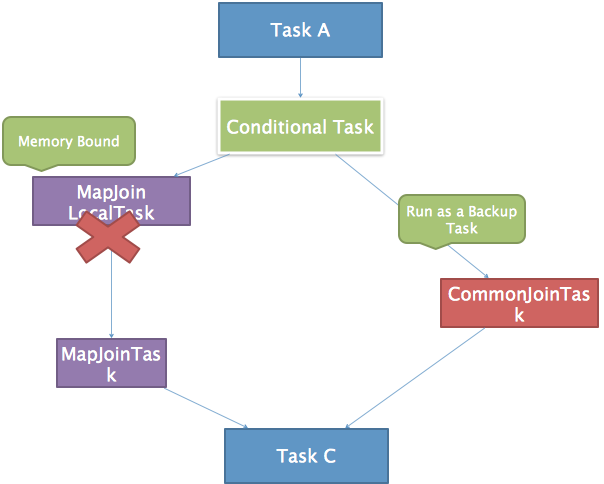 Task A
Conditional Task
Memory Bound
MapJoin
LocalTask
Run as a Backup
Task
CommonJoinTas
k
MapJoinTas
k
Task C